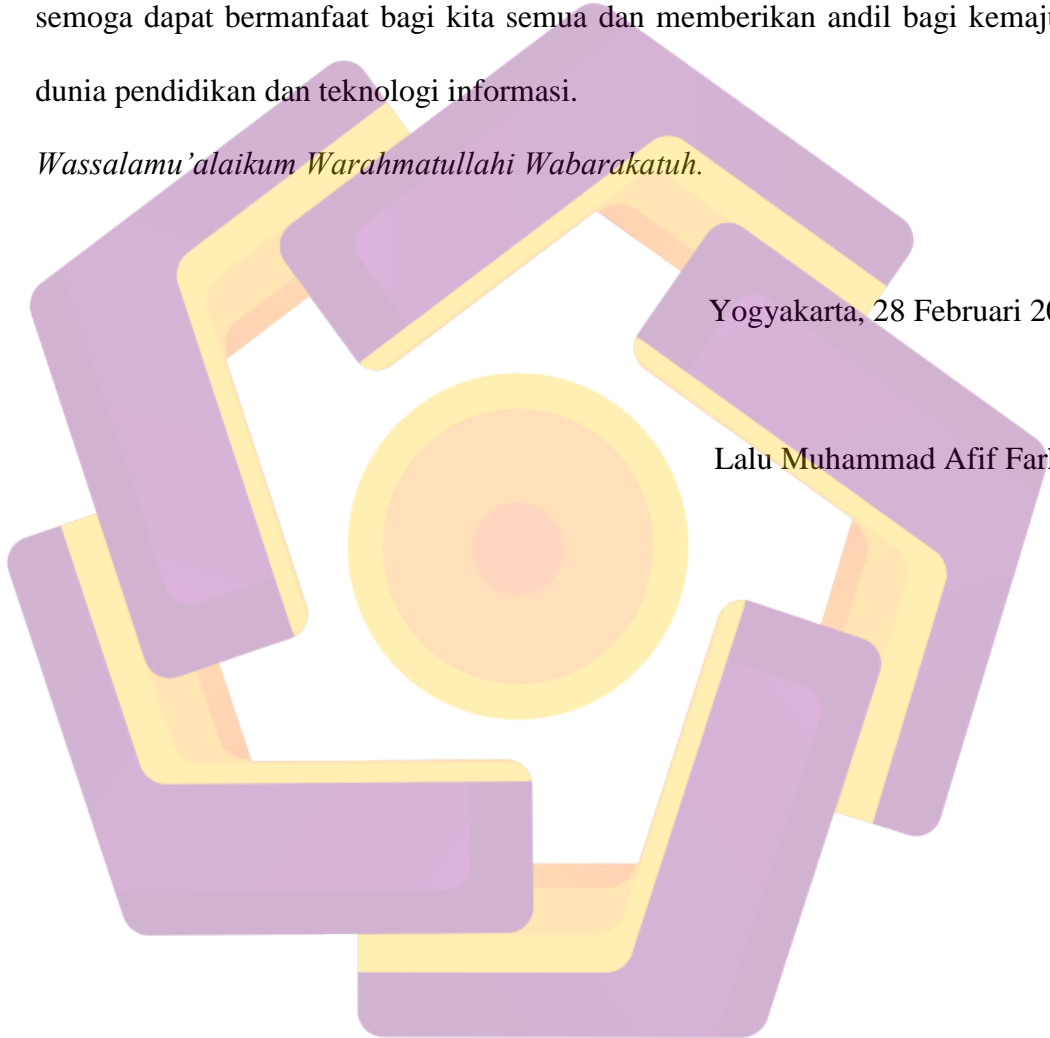 semoga dapat bermanfaat bagi kita semua dan memberikan andil bagi
dunia pendidikan dan teknologi informasi.
Wassalamu’alaikum Warahmatullahi Wabarakatuh.
Yogyakarta, 28 Februari
Lalu Muhammad Afif